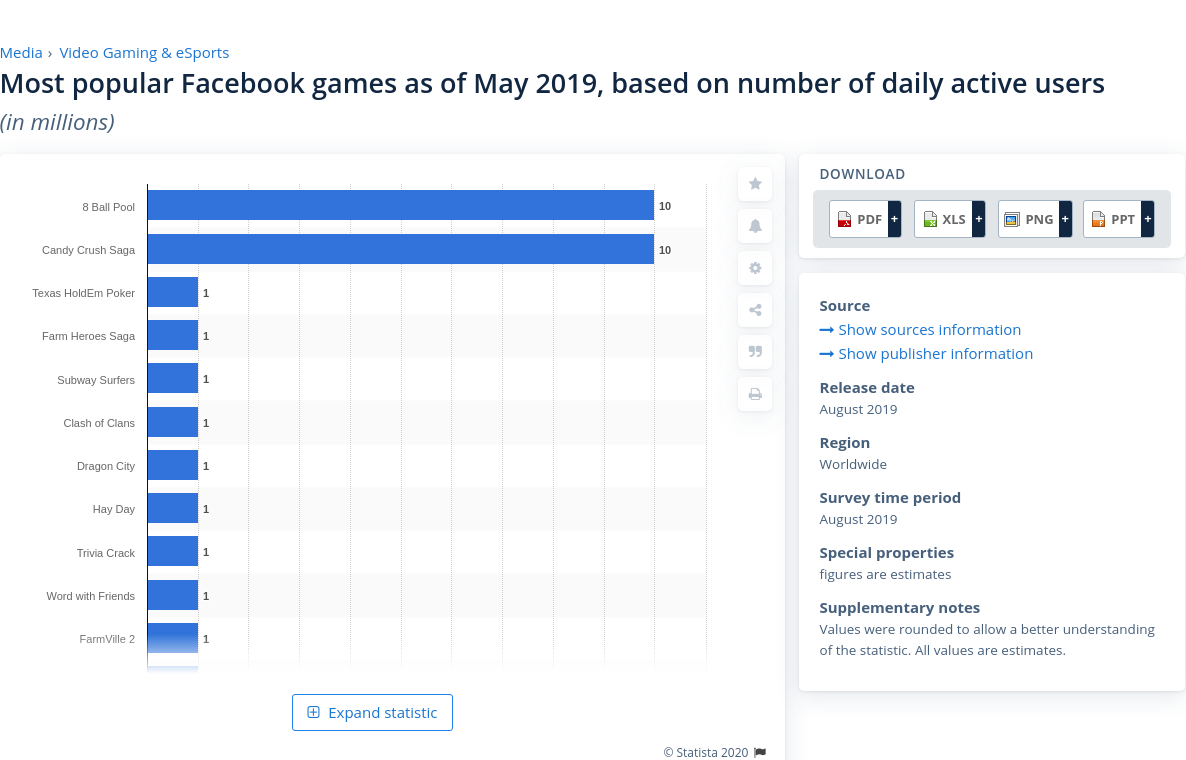 Media › Video Gaming & eSports
Most popular Facebook games as of May 2019, based on number of daily active users
(in millions)
8 Ball Pool 10
Candy Crush Saga 10
Texas HoldEm Poker 1
Farm Heroes Saga 1
Subway Surfers 1
Clash of Clans 1
Dragon City 1
Hay Day 1
Trivia Crack 1
Word with Friends 1
FarmVille 2 1
Expand statistic
© Statista 2020
DOWNLOAD
PDF + XLS + PNG + PPT +
Source
Show sources information
Show publisher information
Release date
August 2019
Region
Worldwide
Survey time period
August 2019
Special properties
figures are estimates
Supplementary notes
Values were rounded to allow a better understanding
of the statistic. All values are estimates.